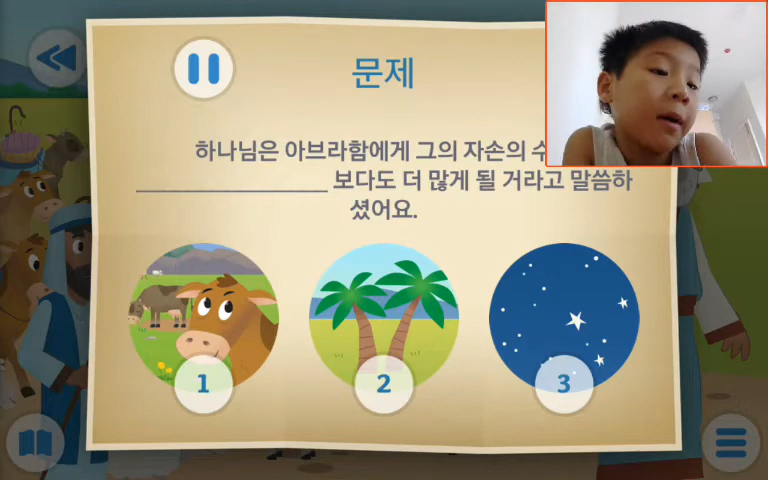 문제
하나님은 아브라함에게 그의 자손의 수
보다도 더 많게 될 거라고 말씀하
셨어요.
1 2 3